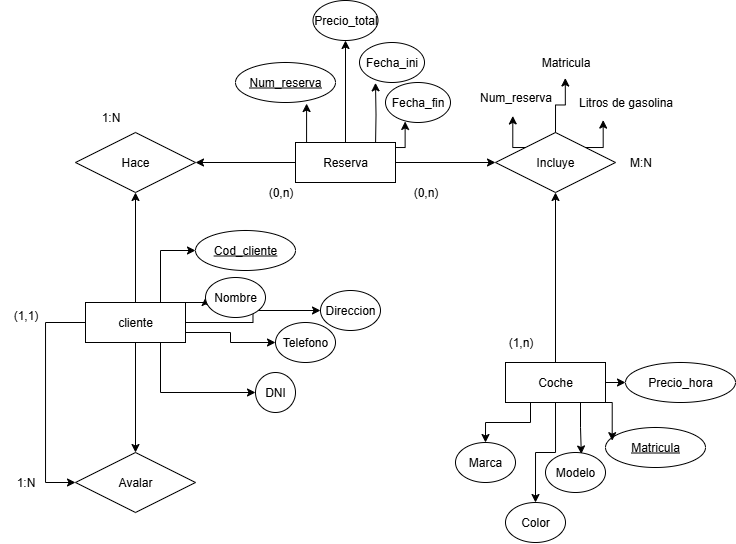 Precio_total
Fecha_ini
Matricula
Num_reserva
Fecha_fin
Num_reserva
Litros de gasolina
1:N
Hace
Reserva
Incluye
M:N
(0,n)
(0,n)
Cod_cliente
Nombre
Direccion
(1,1)
cliente
Telefono
(1,n)
DNI
Coche
Precio_hora
Matricula
Marca
Modelo
1:N
Avalar
Color